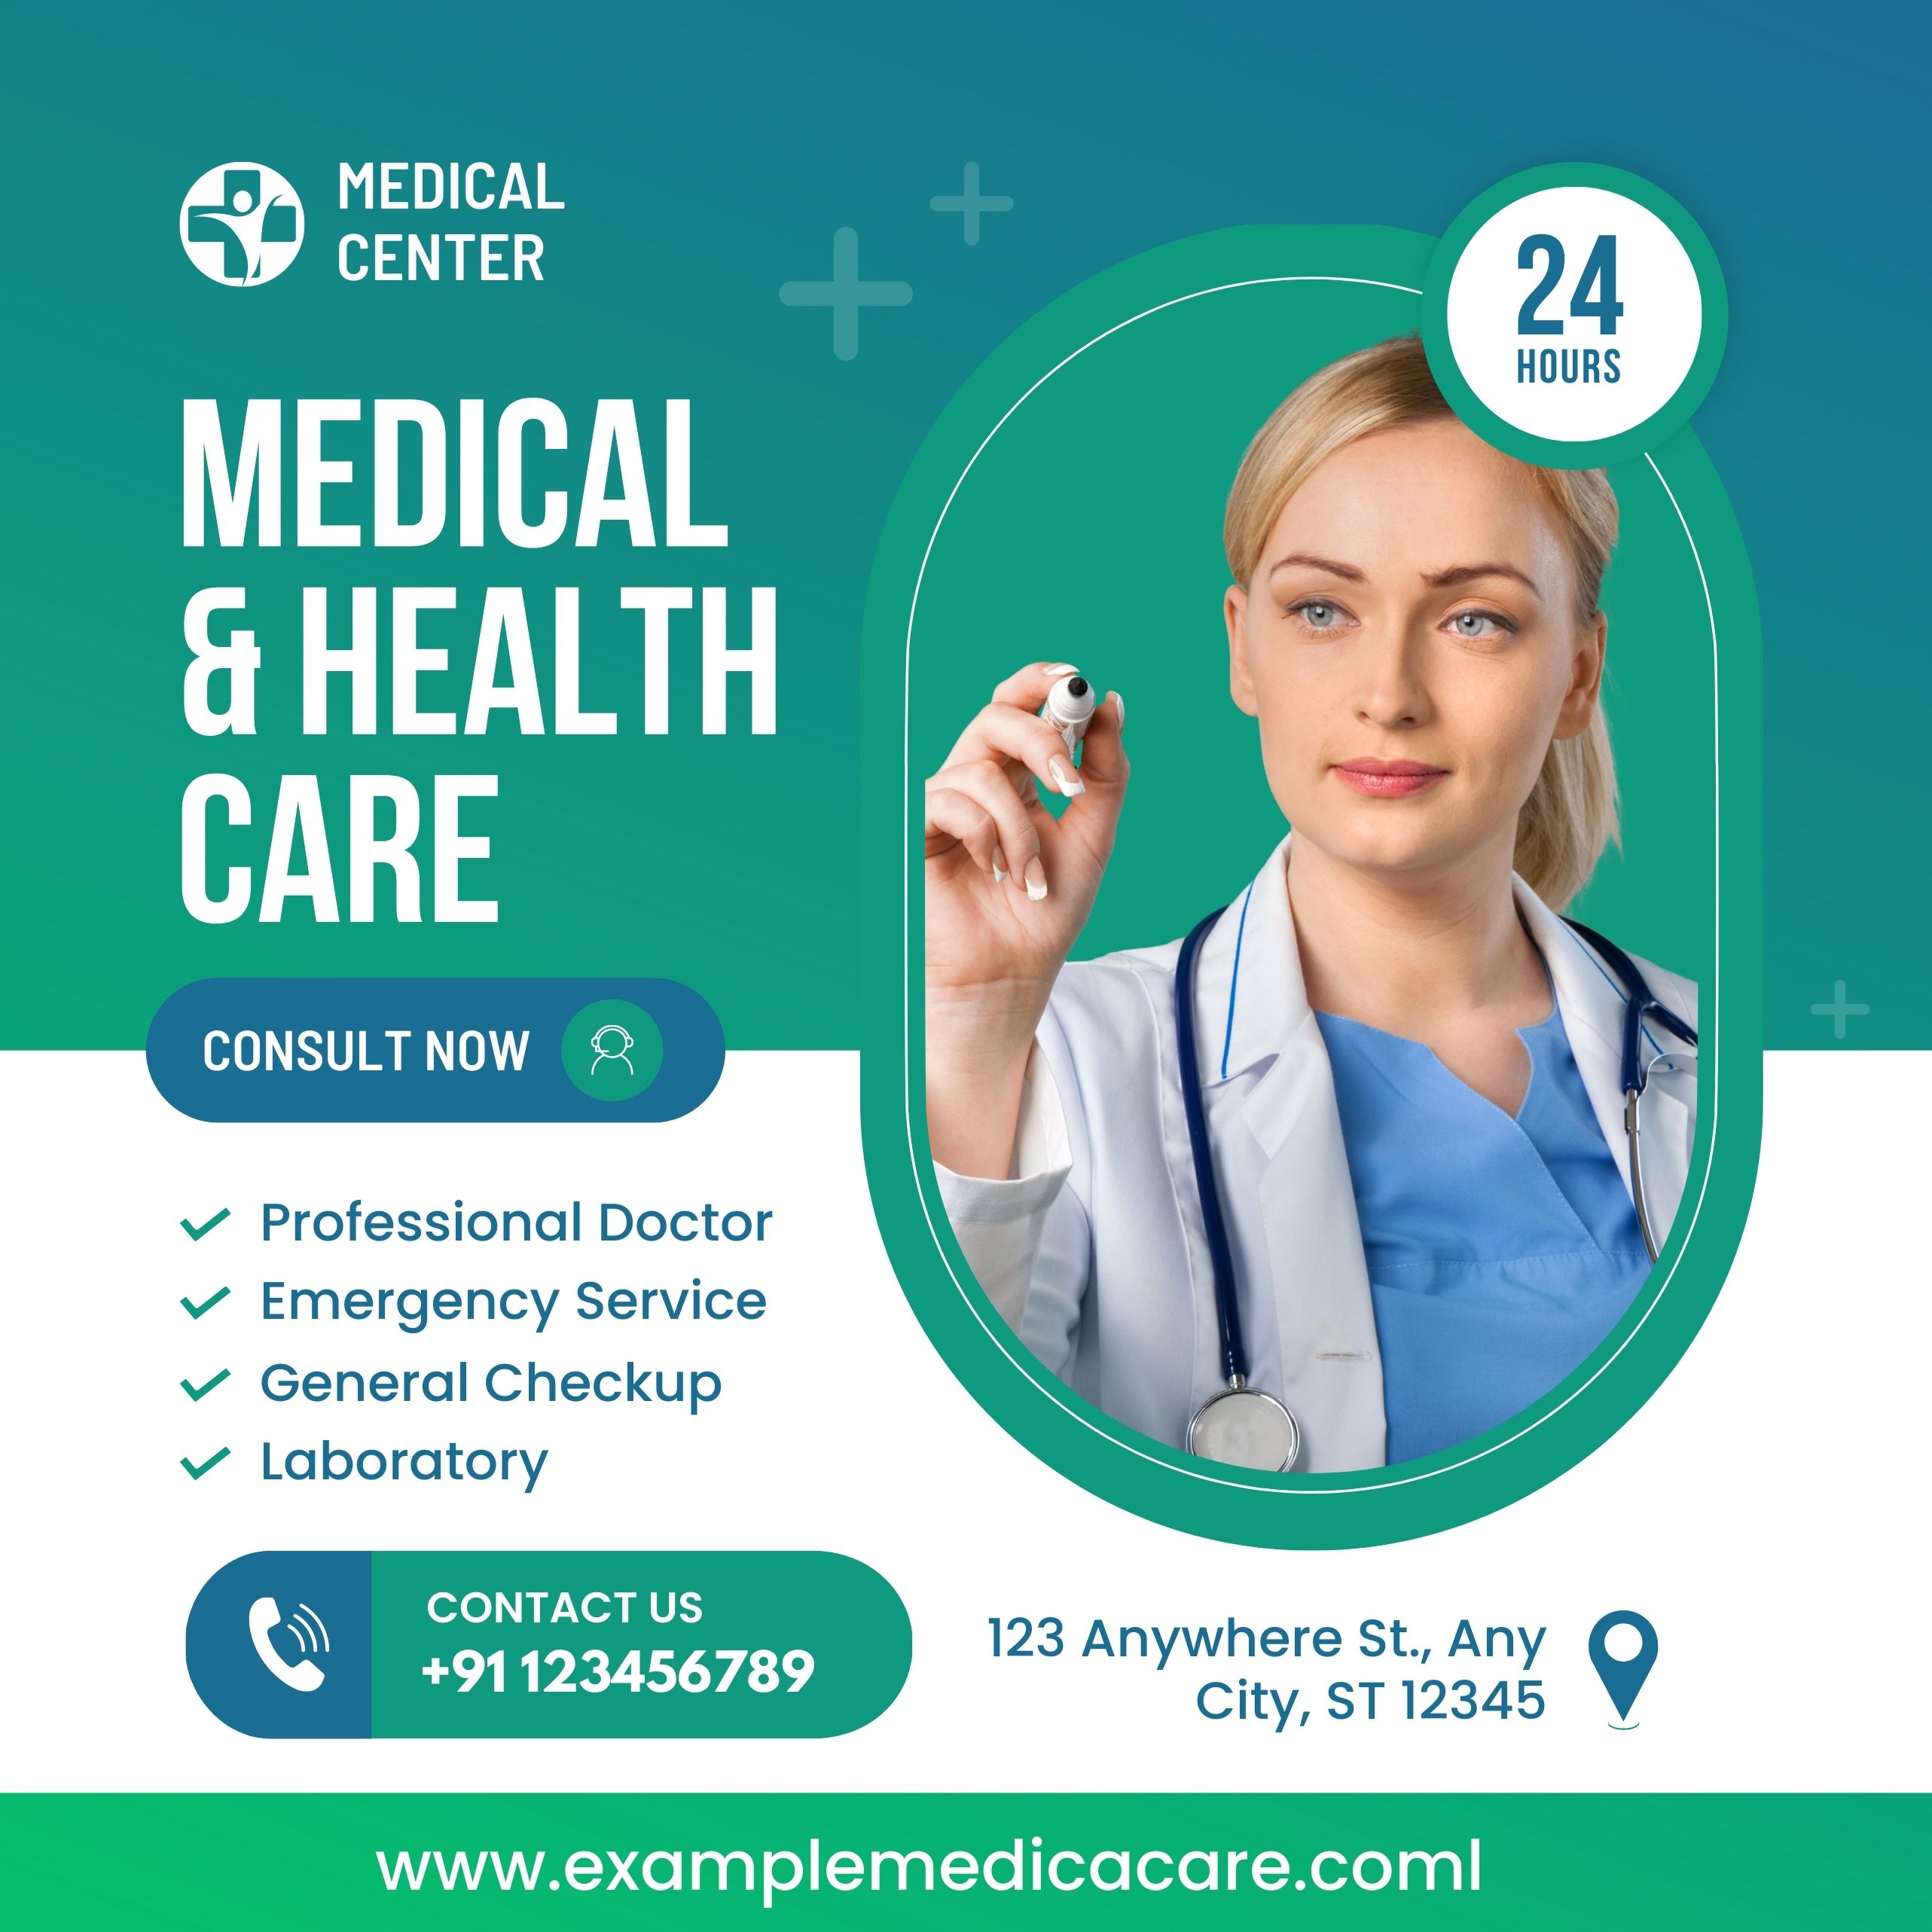 MEDICAL
CENTER
24
HOURS
MEDICAL
& HEALTH
CARE
CONSULT NOW
Professional Doctor
Emergency Service
General Checkup
Laboratory
CONTACT US
+91 123456789
123 Anywhere St., Any
City, ST 12345
www.examplemedicacare.coml